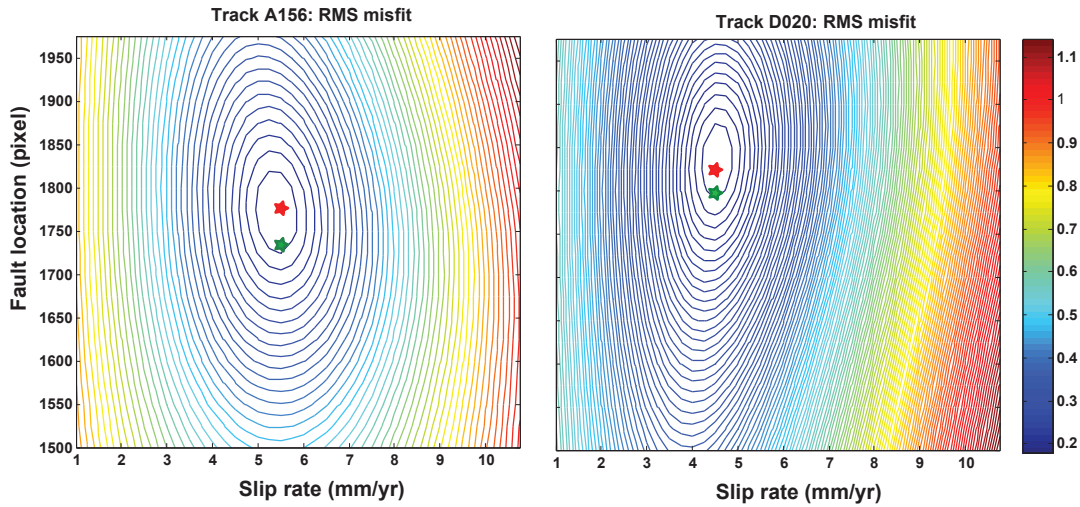 Track A156: RMS misfit
Track D020: RMS misfit
Fault location (pixel)
1950
1900
1850
1800
1750
1700
1650
1600
1550
1500
1 2 3 4 5 6 7 8 9 10
Slip rate (mm/yr)
1 2 3 4 5 6 7 8 9 10
Slip rate (mm/yr)
1.1
1
0.9
0.8
0.7
0.6
0.5
0.4
0.3
0.2